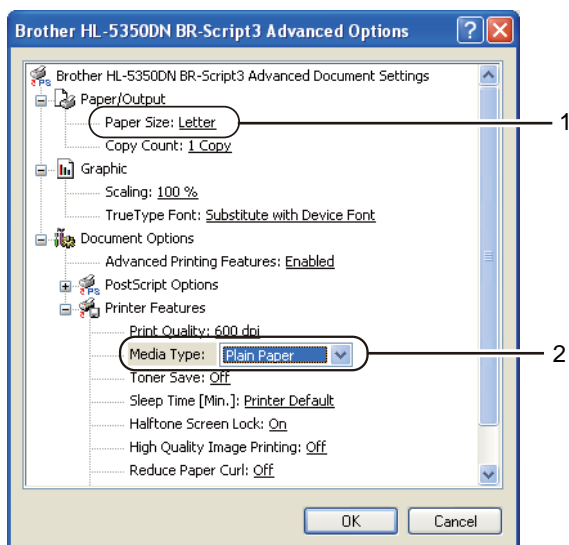 Brother HL-5350DN BR-Script3 Advanced Options
Brother HL-5350DN BR-Script3 Advanced Document Settings
Paper/Output
Paper Size: Letter
1
Copy Count: 1 Copy
Graphic
Scaling: 100 %
TrueType Font: Substitute with Device Font
Document Options
Advanced Printing Features: Enabled
PS PostScript Options
Printer Features
Print Quality: 600 dpi
Media Type: Plain Paper
2
Toner Save: Off
Sleep Time [Min.]: Printer Default
Halftone Screen Lock: On
High Quality Image Printing: Off
Reduce Paper Curl: Off
OK Cancel